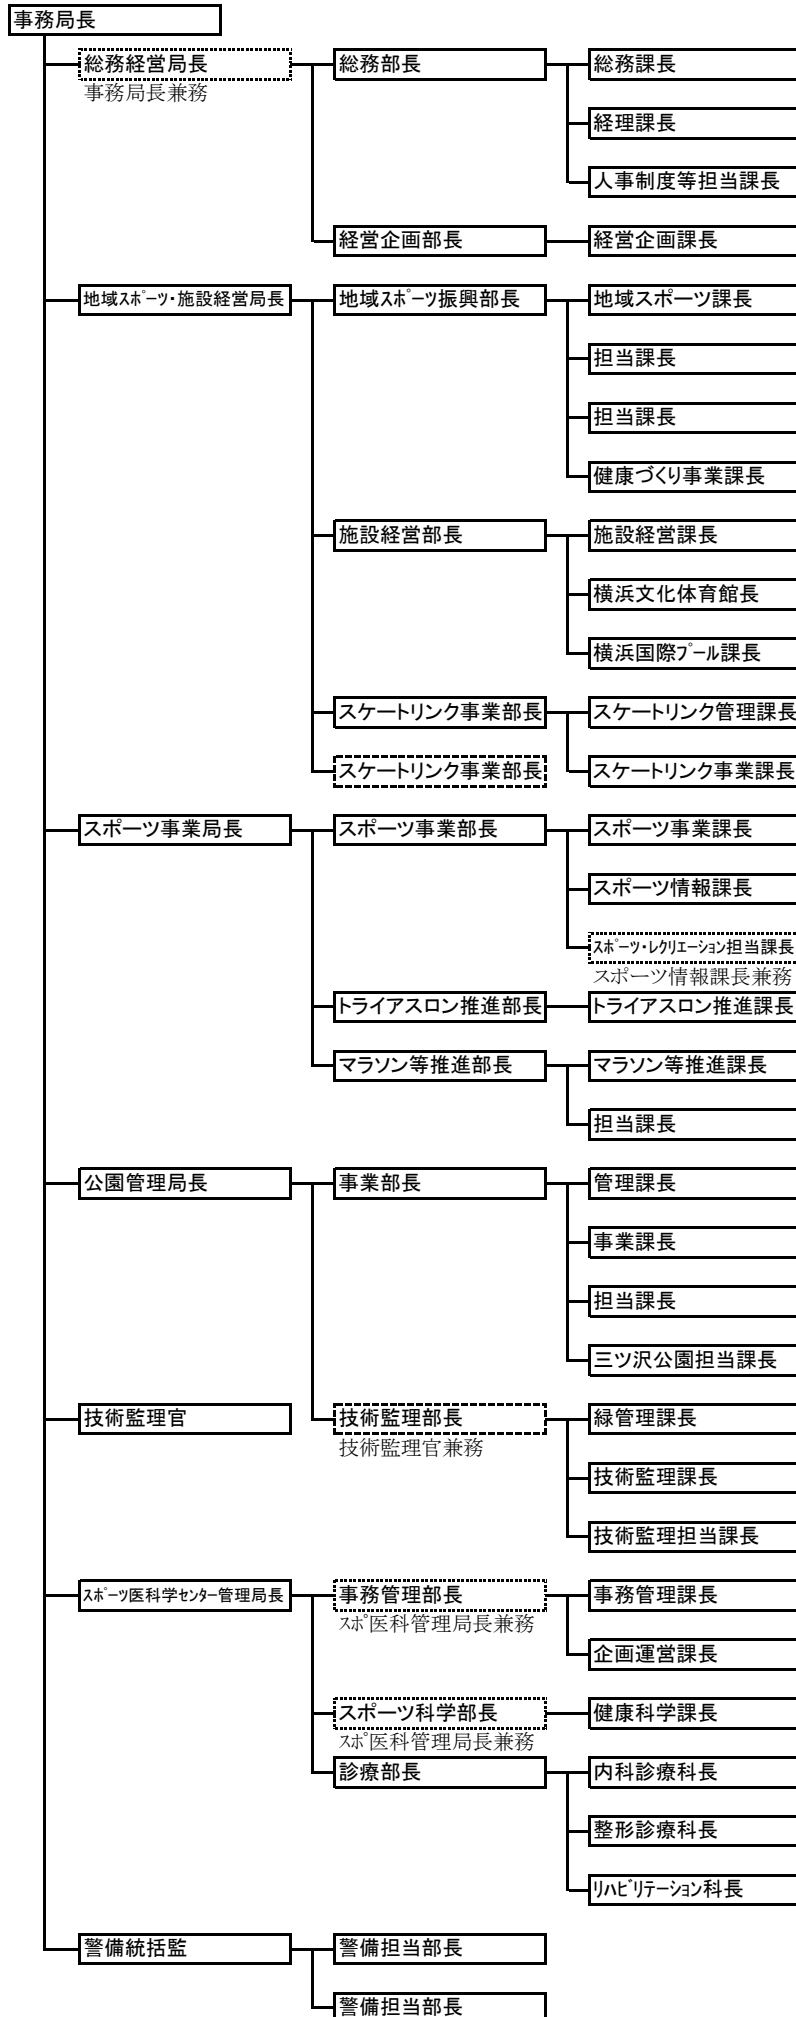 事務局長
総務経営局長 総務部長 総務課長
事務局長兼務
経理課長
人事制度等担当課長
経営企画部長 経営企画課長
地域スポーツ・施設経営局長 地域スポーツ振興部長 地域スポーツ課長
担当課長
担当課長
健康づくり事業課長
施設経営部長 施設経営課長
横浜文化体育館長
横浜国際プール課長
スケートリンク事業部長 スケートリンク管理課長
スケートリンク事業部長 スケートリンク事業課長
スポーツ事業局長 スポーツ事業部長 スポーツ事業課長
スポーツ情報課長
スポーツ・レクリエーション担当課長
スポーツ情報課長兼務
トライアスロン推進部長 トライアスロン推進課長
マラソン等推進部長 マラソン等推進課長
担当課長
公園管理局長 事業部長 管理課長
事業課長
担当課長
三ツ沢公園担当課長
技術監理官 技術監理部長 緑管理課長
技術監理官兼務
技術監理課長
技術監理担当課長
スポーツ医科学センター管理局長 事務管理部長 事務管理課長
スポ医科管理局長兼務
企画運営課長
スポーツ科学部長 健康科学課長
スポ医科管理局長兼務
診療部長 内科診療科長
整形診療科長
リハビリテーション科長
警備統括監 警備担当部長
警備担当部長